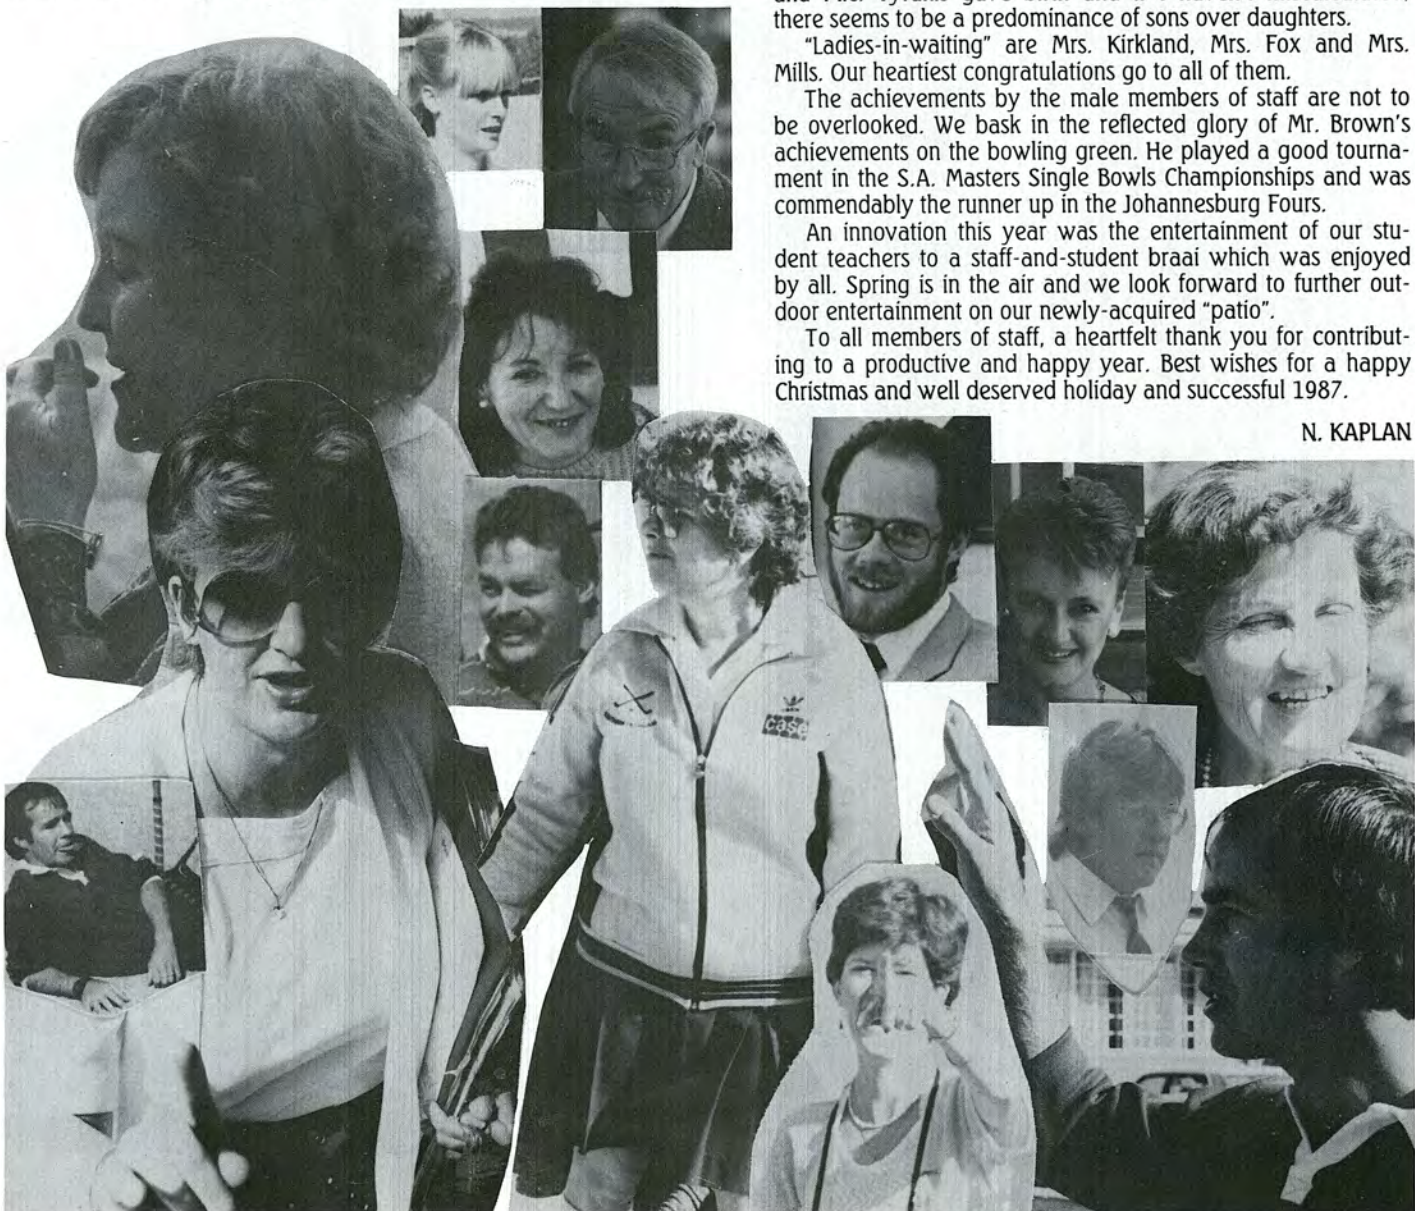 there seems to be a predominance of sons over daughters.
"Ladies-in-waiting" are Mrs. Kirkland, Mrs. Fox and Mrs.
Mills. Our heartiest congratulations go to all of them.
The achievements by the male members of staff are not to
be overlooked. We bask in the reflected glory of Mr. Brown's
achievements on the bowling green. He played a good tourna-
ment in the S.A. Masters Single Bowls Championships and was
commendably the runner up in the Johannesburg Fours.
An innovation this year was the entertainment of our stu-
dent teachers to a staff-and-student braai which was enjoyed
by all. Spring is in the air and we look forward to further out-
door entertainment on our newly-acquired "patio".
To all members of staff, a heartfelt thank you for contribut-
ing to a productive and happy year. Best wishes for a happy
Christmas and well deserved holiday and successful 1987.
N. KAPLAN
case